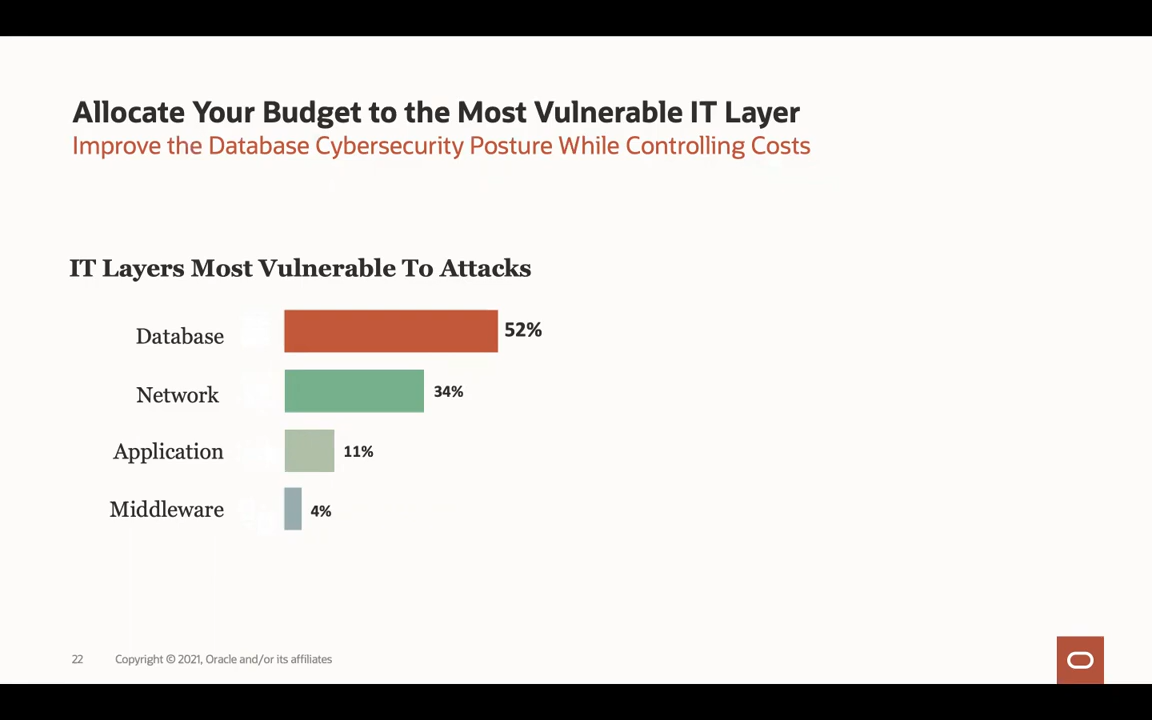 Allocate Your Budget to the Most Vulnerable IT Layer
Improve the Database Cybersecurity Posture While Controlling Costs
IT Layers Most Vulnerable To Attacks
Database 52%
Network 34%
Application 11%
Middleware 4%
22 Copyright © 2021, Oracle and/or its affiliates